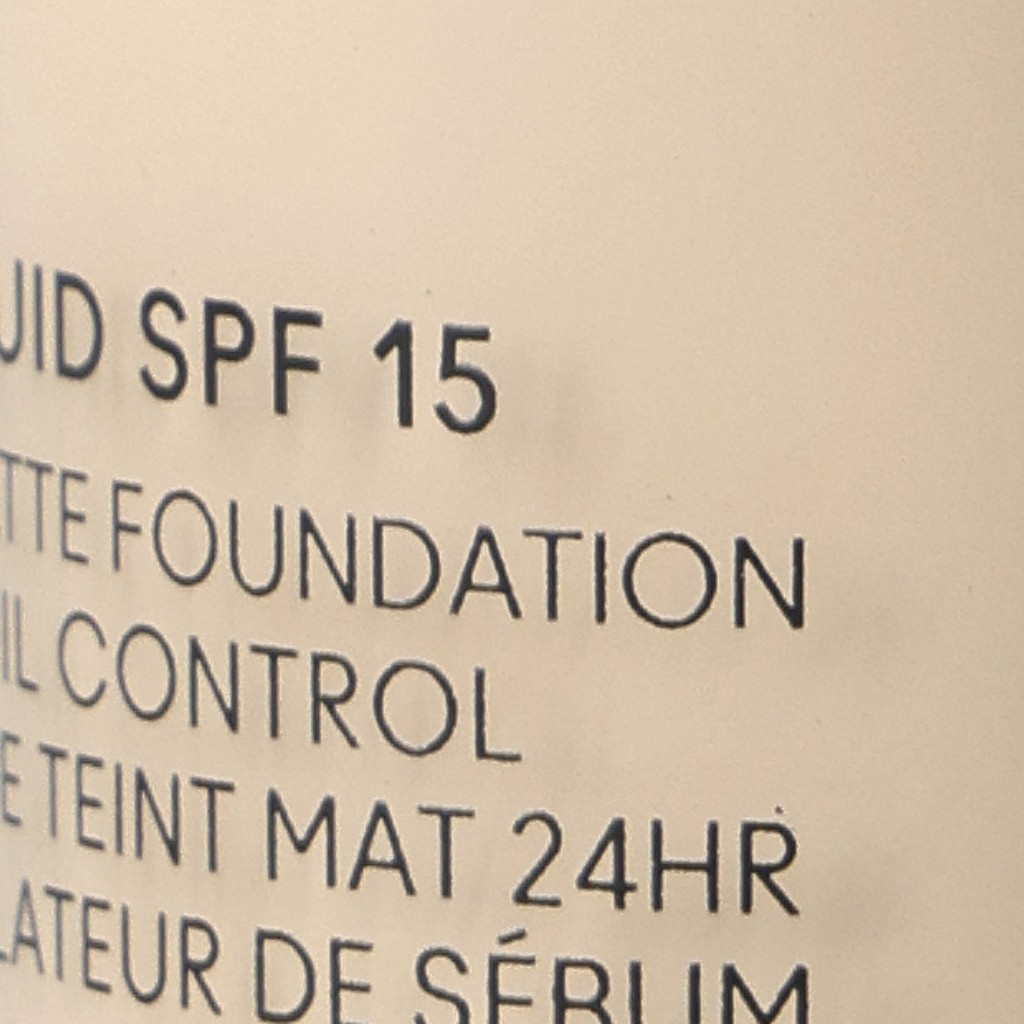 UID SPF 15
TTE FOUNDATION
IL CONTROL
E TEINT MAT 24HR
LATEUR DE SÉBUM